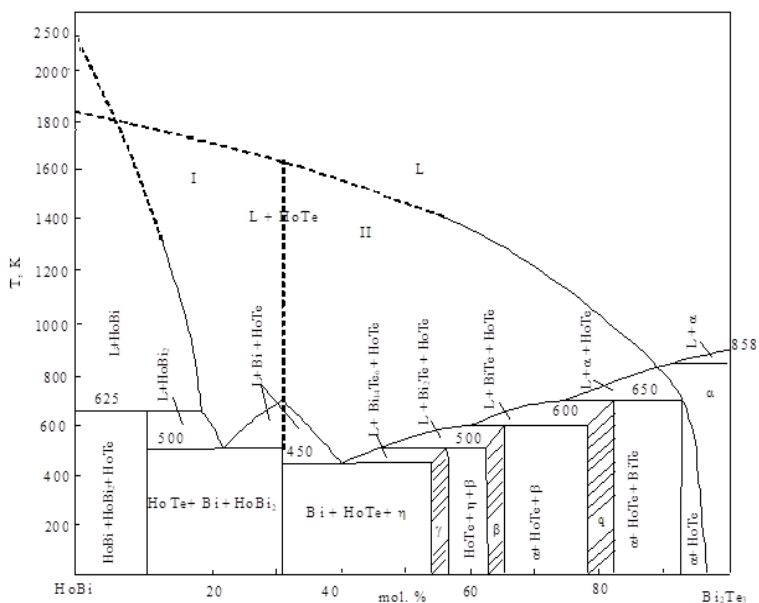 2500
2000
1800
1600
1400
1200
1000
800
600
400
200
T, K
I
L
L + HoTe
II
L+HoBi
L+HoBi₂
L+Bi + HoTe
L+ Bi₁₄Te₆ + HoTe
L + Bi₂Te + HoTe
L + BiTe + HoTe
L + α + HoTe
L + α
858
625
500
450
500
600
650
α
HoBi +HoBi₂+ HoTe
HoTe+ Bi + HoBi₂
Bi + HoTe + η
γ
HoTe + η + β
β
α+ HoTe + β
q
α + HoTe + BiTe
α+ HoTe
HoBi
20
40
60
80
Bi₂Te₃
mol. %